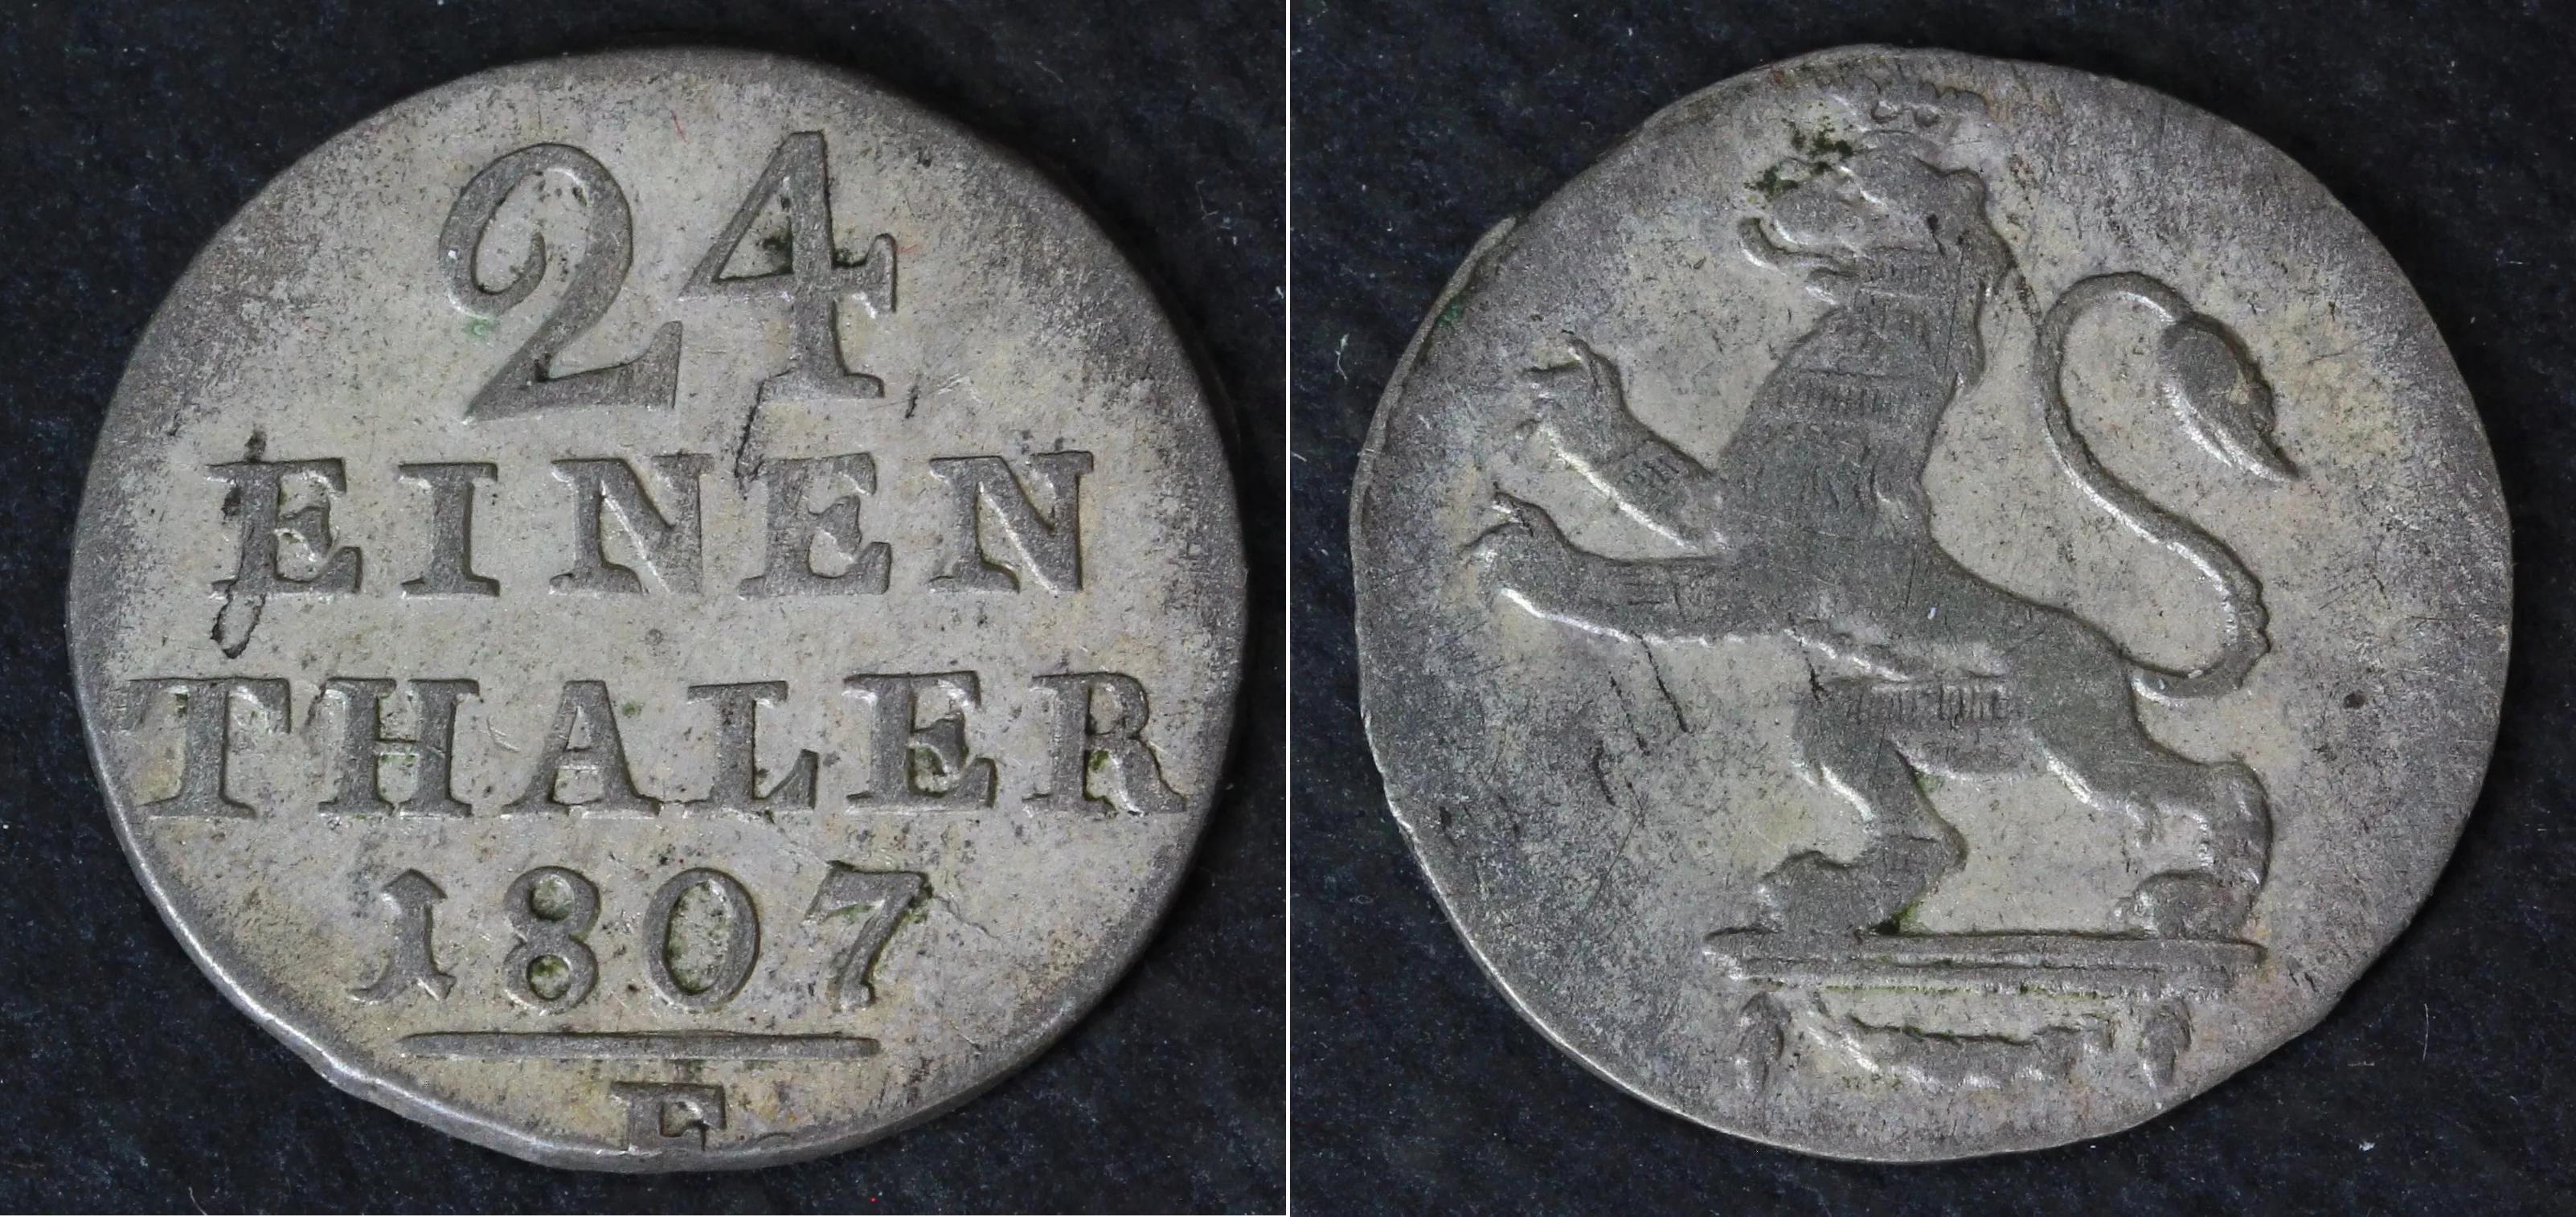 24
EINEN
THALER
1807
F